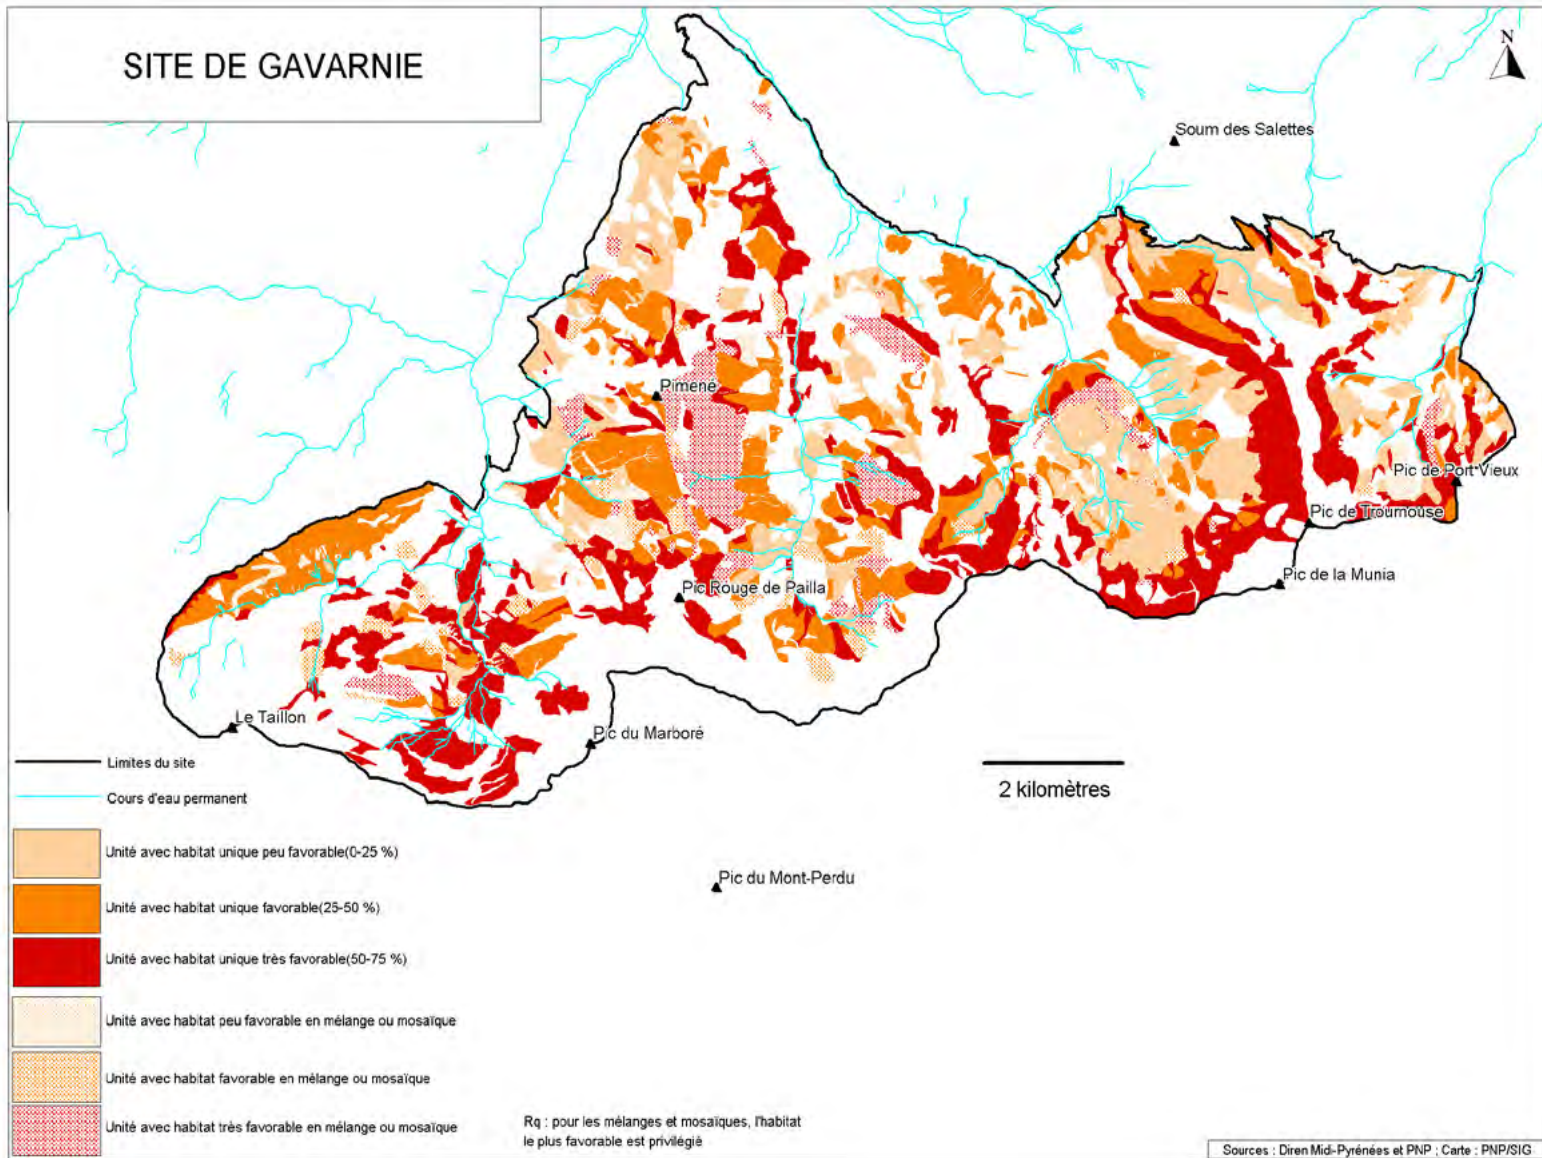 SITE DE GAVARNIE
N
Soum des Salettes
Pimené
Pic de Port Vieux
Pic de Troumouse
Pic de la Munia
Pic Rouge de Pailla
Le Taillon
Pic du Marboré
Limites du site
Cours d'eau permanent
2 kilomètres
Unité avec habitat unique peu favorable(0-25 %)
Pic du Mont-Perdu
Unité avec habitat unique favorable(25-50 %)
Unité avec habitat unique très favorable(50-75 %)
Unité avec habitat peu favorable en mélange ou mosaïque
Unité avec habitat favorable en mélange ou mosaïque
Unité avec habitat très favorable en mélange ou mosaïque
Rq : pour les mélanges et mosaïques, l'habitat
le plus favorable est privilégié
Sources : Diren Midi-Pyrénées et PNP ; Carte : PNP/SIG